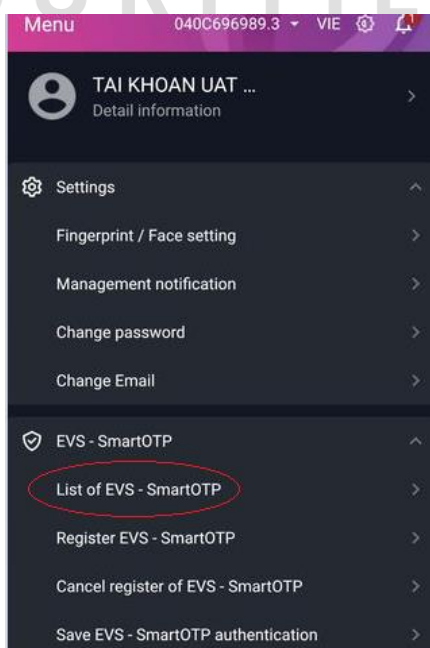 Menu 040C696989.3 VIE
TAI KHOAN UAT ...
Detail information
Settings
Fingerprint / Face setting
Management notification
Change password
Change Email
EVS - SmartOTP
List of EVS - SmartOTP
Register EVS - SmartOTP
Cancel register of EVS - SmartOTP
Save EVS - SmartOTP authentication